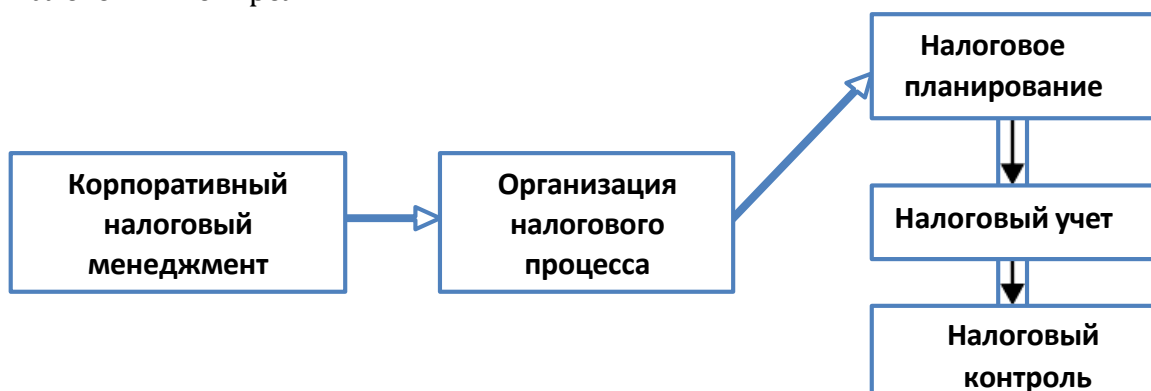 Корпоративный
налоговый
менеджмент
Организация
налогового
процесса
Налоговое
планирование
Налоговый учет
Налоговый
контроль